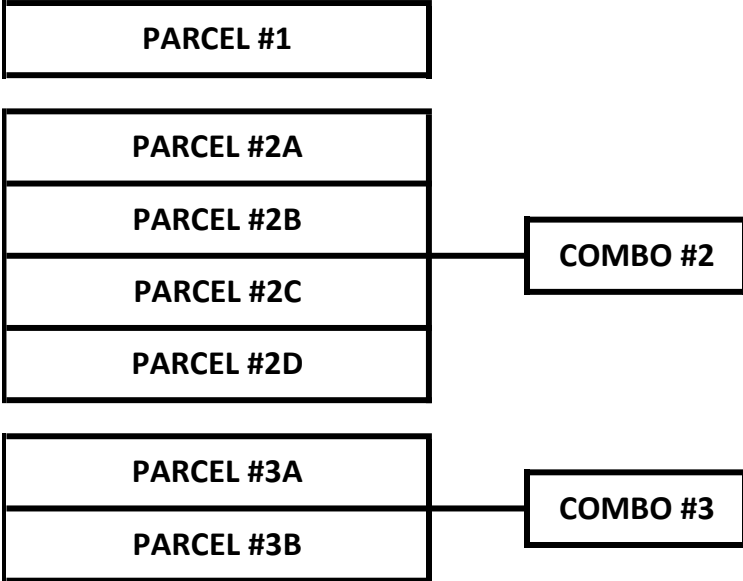 PARCEL #1
PARCEL #2A
PARCEL #2B
PARCEL #2C
PARCEL #2D
COMBO #2
PARCEL #3A
PARCEL #3B
COMBO #3